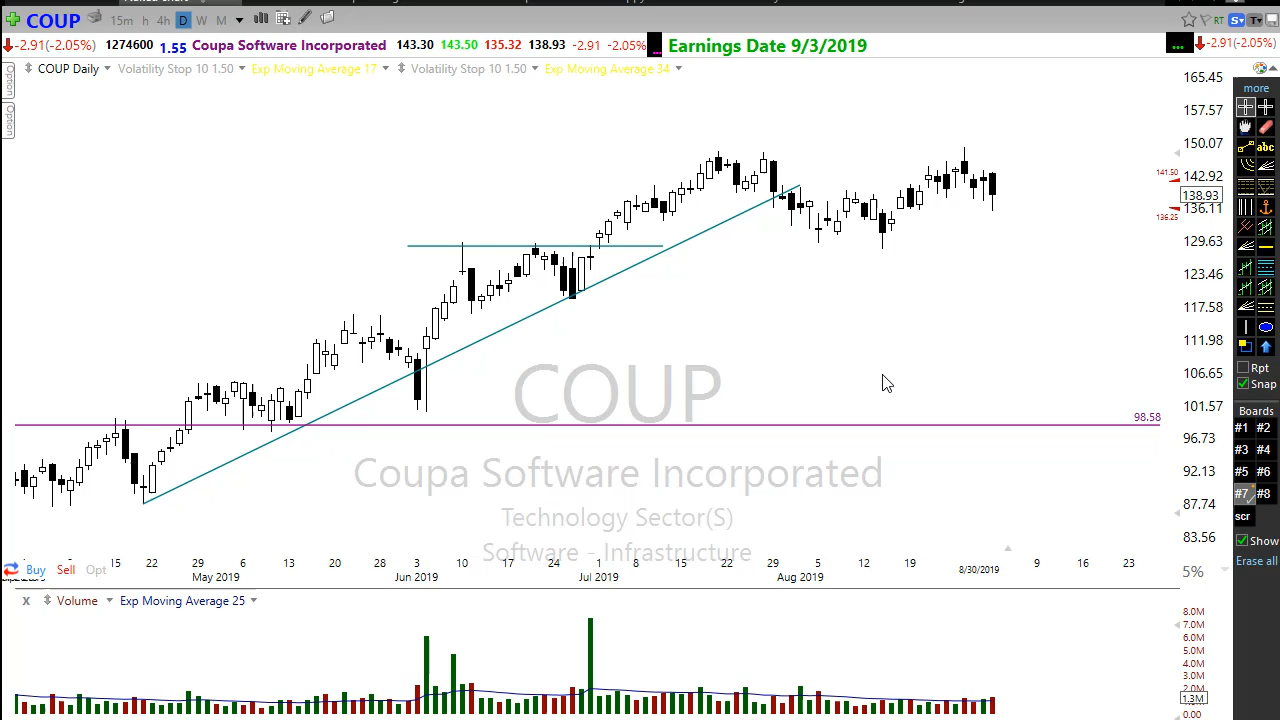 COUP 15m h 4h D W M RT S T
-2.91(-2.05%) 1274600 1.55 Coupa Software Incorporated 143.30 143.50 135.32 138.93 -2.91 -2.05% ... Earnings Date 9/3/2019 ... -2.91(-2.05%)
Option
Option
COUP Daily Volatility Stop 10 1.50 Exp Moving Average 17 Volatility Stop 10 1.50 Exp Moving Average 34
165.45
157.57
150.07
142.92
138.93
136.11
129.63
123.46
117.58
111.98
106.65
101.57
96.73
92.13
87.74
83.56
5%
141.50
136.25
98.58
COUP
Coupa Software Incorporated
Technology Sector(S)
Software - Infrastructure
15 22 29 6 13 20 28 3 10 17 24 8 15 22 29 5 12 19 8/30/2019 9 16 23
May 2019 Jun 2019 Jul 2019 Aug 2019
Buy Sell Opt
x Volume Exp Moving Average 25
8.0M
7.0M
6.0M
5.0M
4.0M
3.0M
2.0M
1.3M
0.00
more
abc
Rpt
Snap
Boards
#1 #2
#3 #4
#5 #6
#7 #8
scr
Show
Erase all